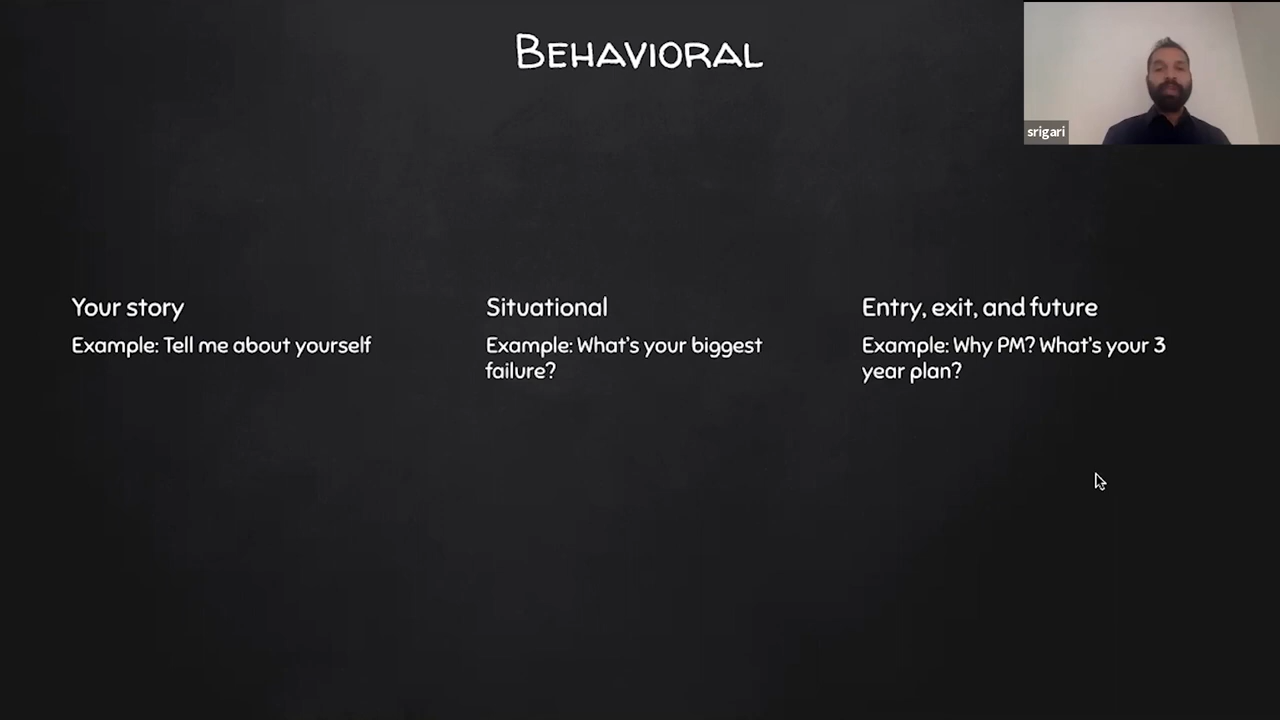 BEHAVIORAL
srigari
Your story
Example: Tell me about yourself
Situational
Example: What's your biggest
failure?
Entry, exit, and future
Example: Why PM? What's your 3
year plan?